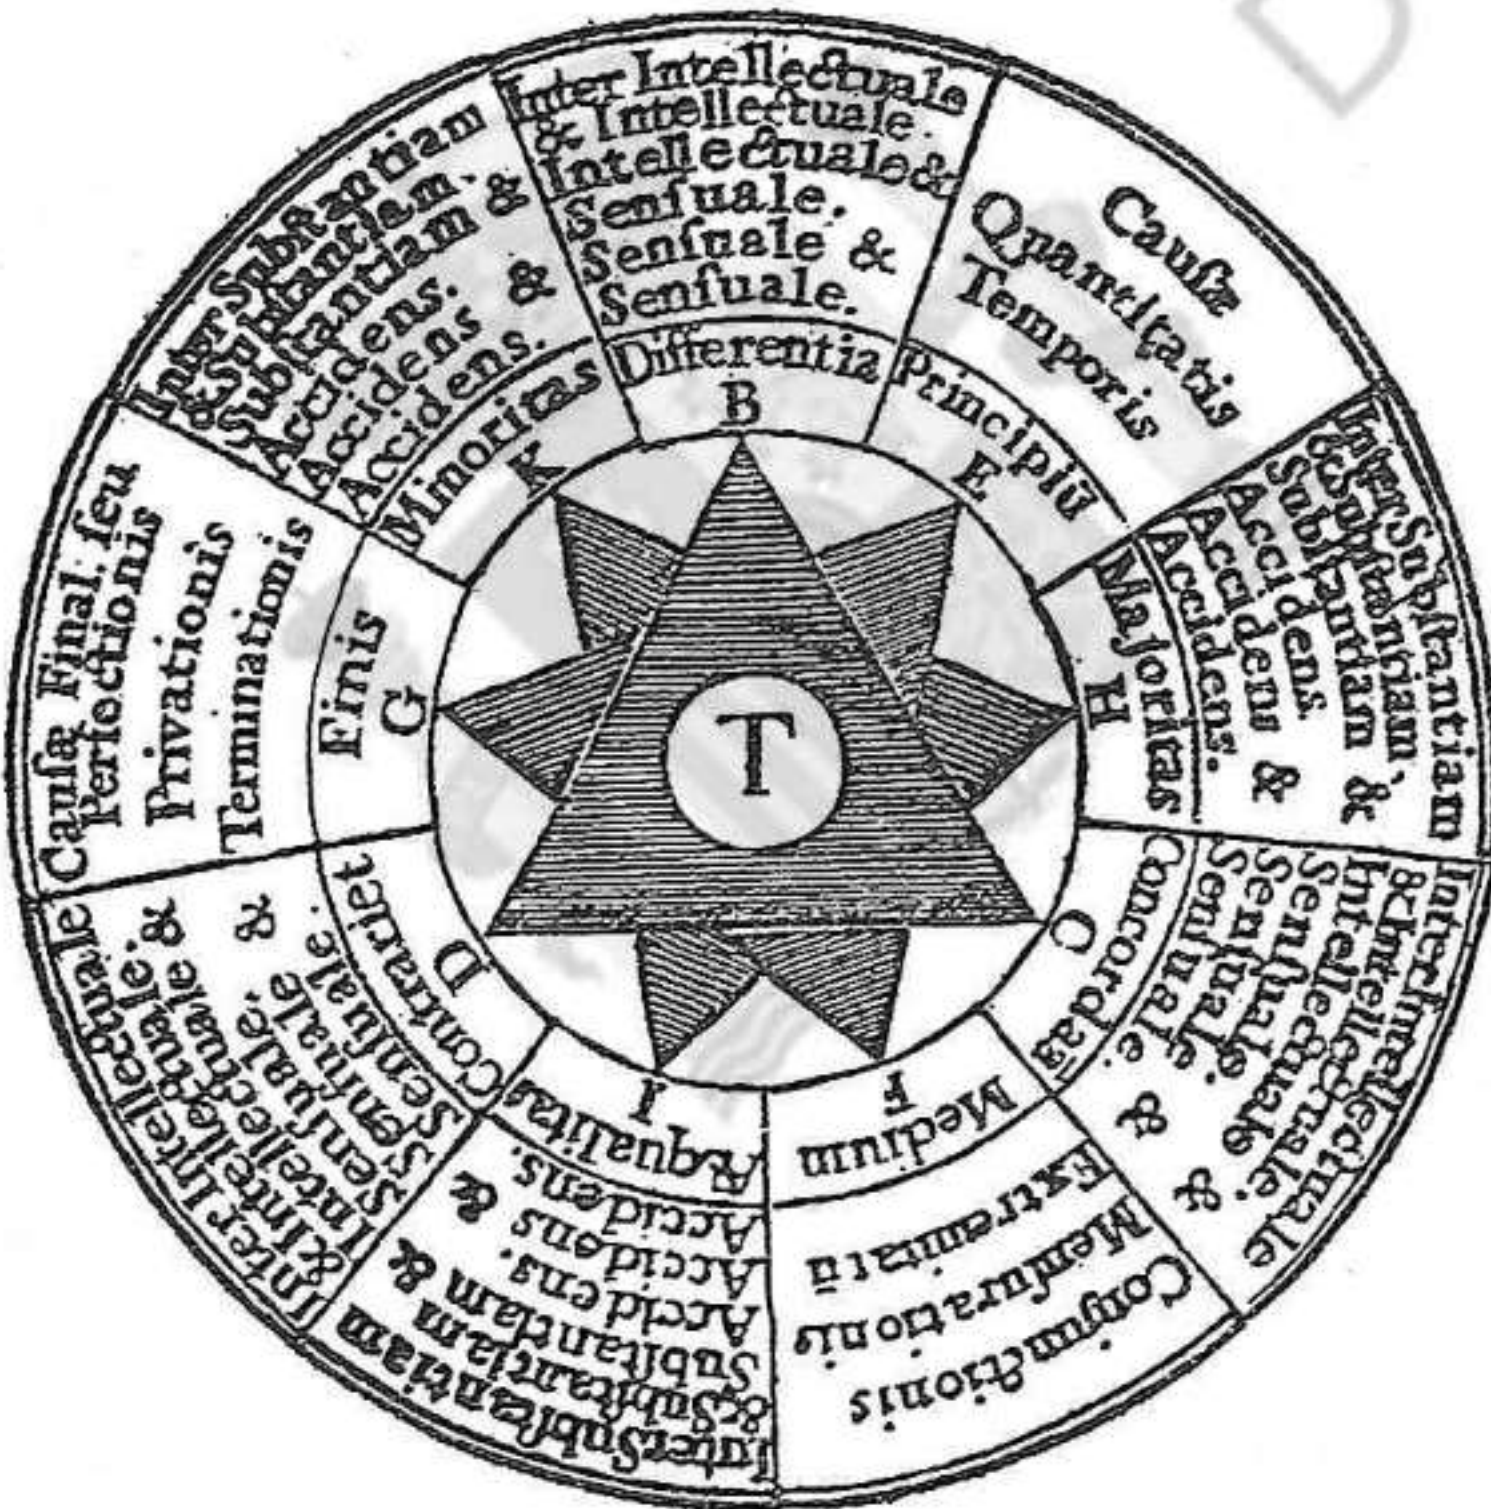 Inter Intellectuale
& Intellectuale.
Intellectuale &
Senſuale.
Senſuale &
Senſuale.
Differentia
B
Cauſæ
Quantitatis
Temporis
Principiū
E
Inter Subſtantiam
& Subſtantiam,
Subſtantiam &
Accidens.
Accidens &
Accidens.
Majoritas
H
Inter Intellectuale
& Intellectuale.
Intellectuale &
Senſuale.
Senſuale &
Senſuale.
Concordaā
C
Conjunctionis
Menſurationis
Extremitatū
Medium
F
Inter Subſtantiam
& Subſtantiam
Subſtantiam &
Accidens.
Accidens &
Accidens.
Æqualitas
I
Inter Intellectuale
& Intellectuale.
Intellectuale &
Senſuale.
Senſuale &
Senſuale.
Contrariet
D
Cauſæ Final. ſeu
Perfectionis
Privationis
Terminationis
Finis
G
Inter Subſtantiam
& Subſtantiam.
Subſtantiam &
Accidens.
Accidens &
Accidens.
Minoritas
K
T
D